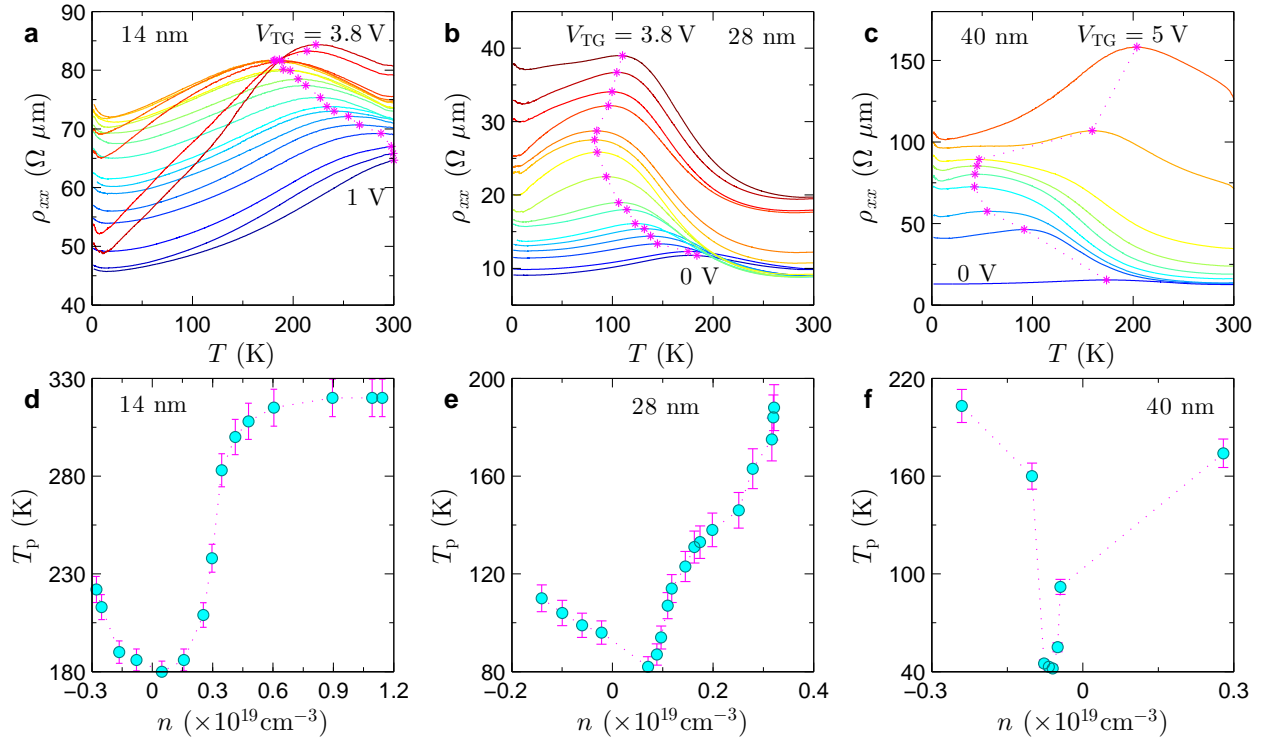 a
14 nm
V_TG = 3.8 V
1 V
90
80
70
60
50
40
0
100
200
300
ρ_xx (Ω μm)
T (K)
b
V_TG = 3.8 V
28 nm
0 V
45
40
35
30
25
20
15
10
5
0
100
200
300
ρ_xx (Ω μm)
T (K)
c
40 nm
V_TG = 5 V
0 V
150
100
50
0
0
100
200
300
ρ_xx (Ω μm)
T (K)
d
14 nm
330
280
230
180
−0.3
0
0.3
0.6
0.9
1.2
T_p (K)
n (×10^19 cm^−3)
e
28 nm
200
160
120
80
−0.2
0
0.2
0.4
T_p (K)
n (×10^19 cm^−3)
f
40 nm
220
160
100
40
−0.3
0
0.3
T_p (K)
n (×10^19 cm^−3)